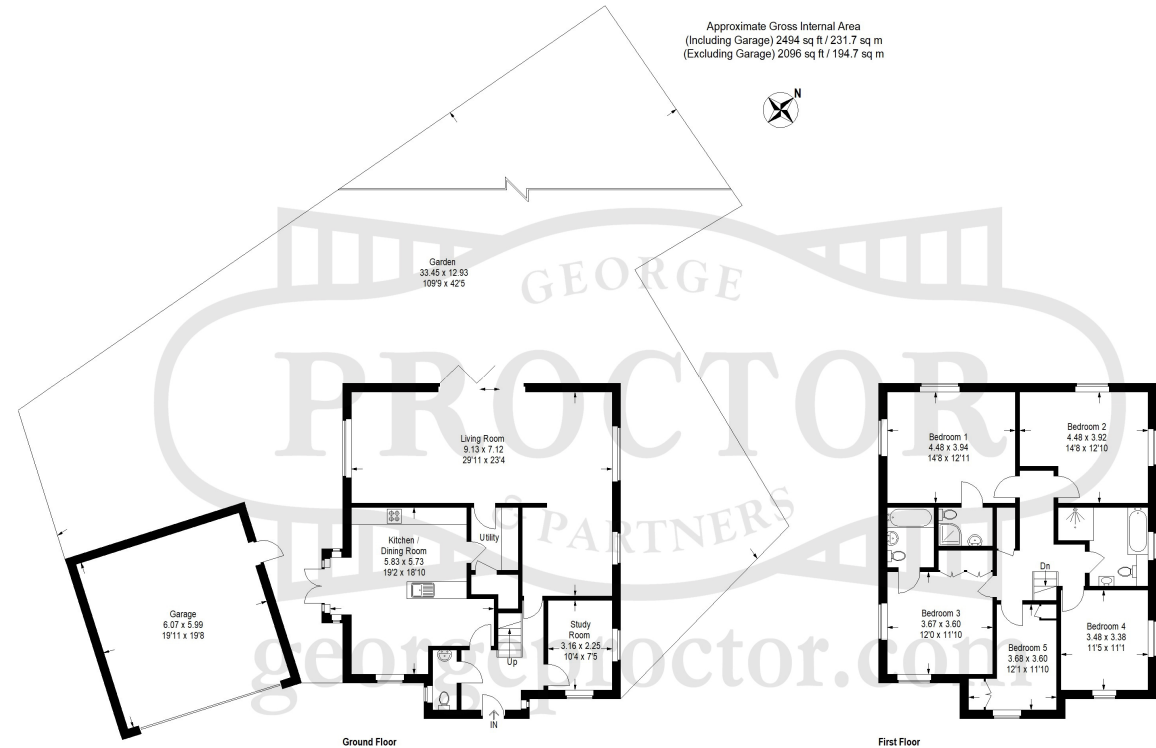 Approximate Gross Internal Area
(Including Garage) 2494 sq ft / 231.7 sq m
(Excluding Garage) 2096 sq ft / 194.7 sq m
N
Garden
33.45 x 12.93
109'9 x 42'5
GEORGE
PROCTOR
& PARTNERS
georgeproctor.com
Living Room
9.13 x 7.12
29'11 x 23'4
Kitchen /
Dining Room
5.83 x 5.73
19'2 x 18'10
Utility
Garage
6.07 x 5.99
19'11 x 19'8
Study
Room
3.16 x 2.25
10'4 x 7'5
Up
IN
Ground Floor
Bedroom 1
4.48 x 3.94
14'8 x 12'11
Bedroom 2
4.48 x 3.92
14'8 x 12'10
Dn
Bedroom 3
3.67 x 3.60
12'0 x 11'10
Bedroom 4
3.48 x 3.38
11'5 x 11'1
Bedroom 5
3.68 x 3.60
12'1 x 11'10
First Floor